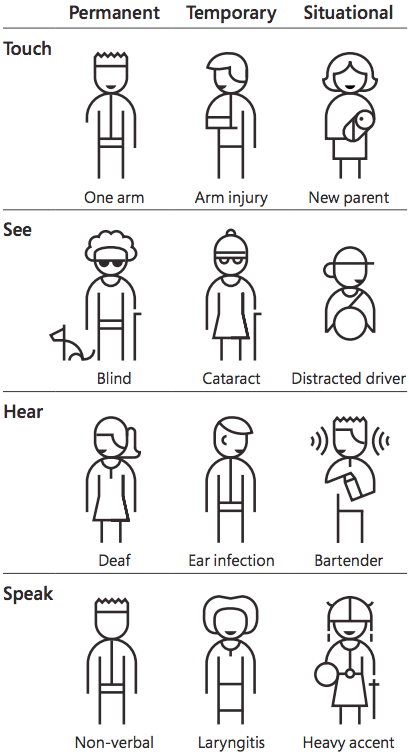 Permanent Temporary Situational
Touch
One arm Arm injury New parent
See
Blind Cataract Distracted driver
Hear
Deaf Ear infection Bartender
Speak
Non-verbal Laryngitis Heavy accent